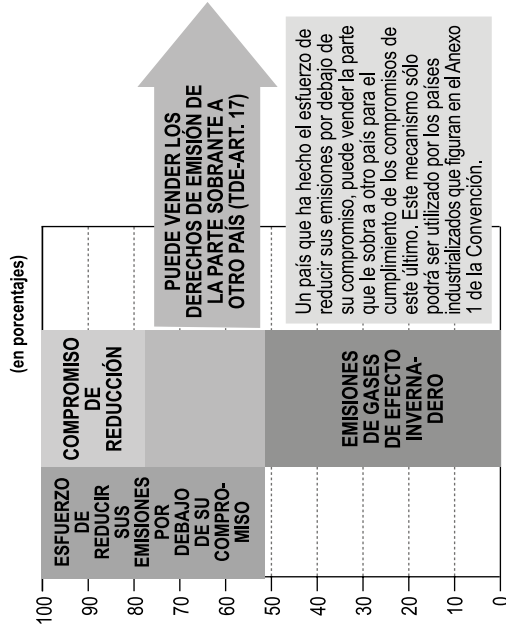 (en porcentajes)
100
90
80
70
60
50
40
30
20
10
0
ESFUERZO
DE
REDUCIR
SUS
EMISIONES
POR
DEBAJO
DE SU
COMPRO-
MISO
COMPROMISO
DE
REDUCCIÓN
EMISIONES
DE GASES
DE EFECTO
INVERNA-
DERO
PUEDE VENDER LOS
DERECHOS DE EMISIÓN DE
LA PARTE SOBRANTE A
OTRO PAÍS (TDE-ART. 17)
Un país que ha hecho el esfuerzo de
reducir sus emisiones por debajo de
su compromiso, puede vender la parte
que le sobra a otro país para el
cumplimiento de los compromisos de
este último. Este mecanismo sólo
podrá ser utilizado por los países
industrializados que figuran en el Anexo
1 de la Convención.